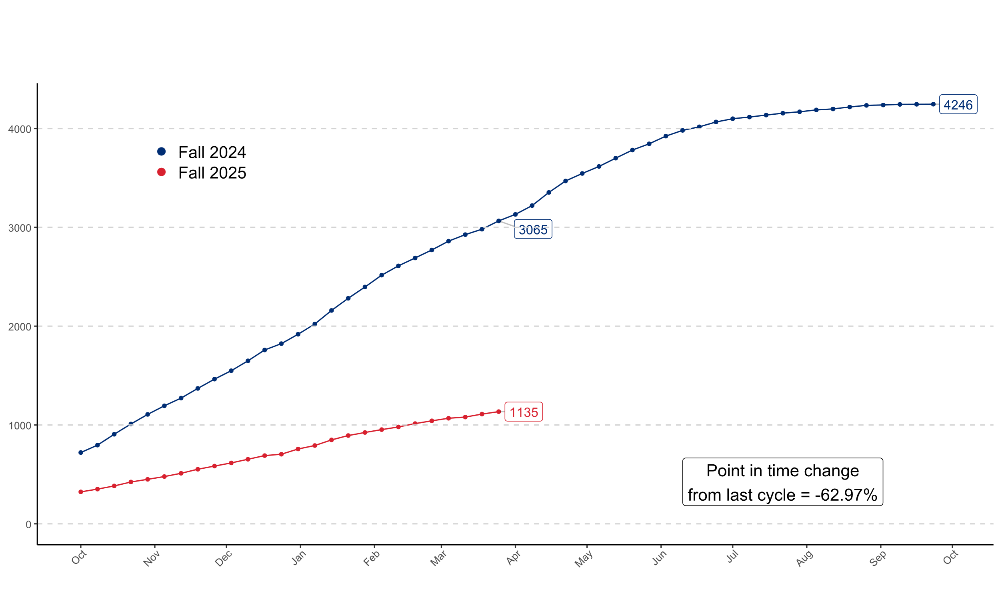 4000
3000
2000
1000
0
Fall 2024
Fall 2025
4246
3065
1135
Point in time change
from last cycle = -62.97%
Oct Nov Dec Jan Feb Mar Apr May Jun Jul Aug Sep Oct